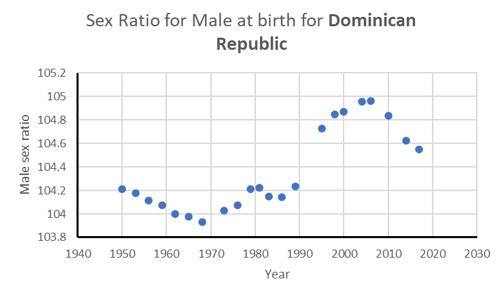 Sex Ratio for Male at birth for Dominican
Republic
105.2
105
104.8
104.6
104.4
104.2
104
103.8
Male sex ratio
1940 1950 1960 1970 1980 1990 2000 2010 2020 2030
Year